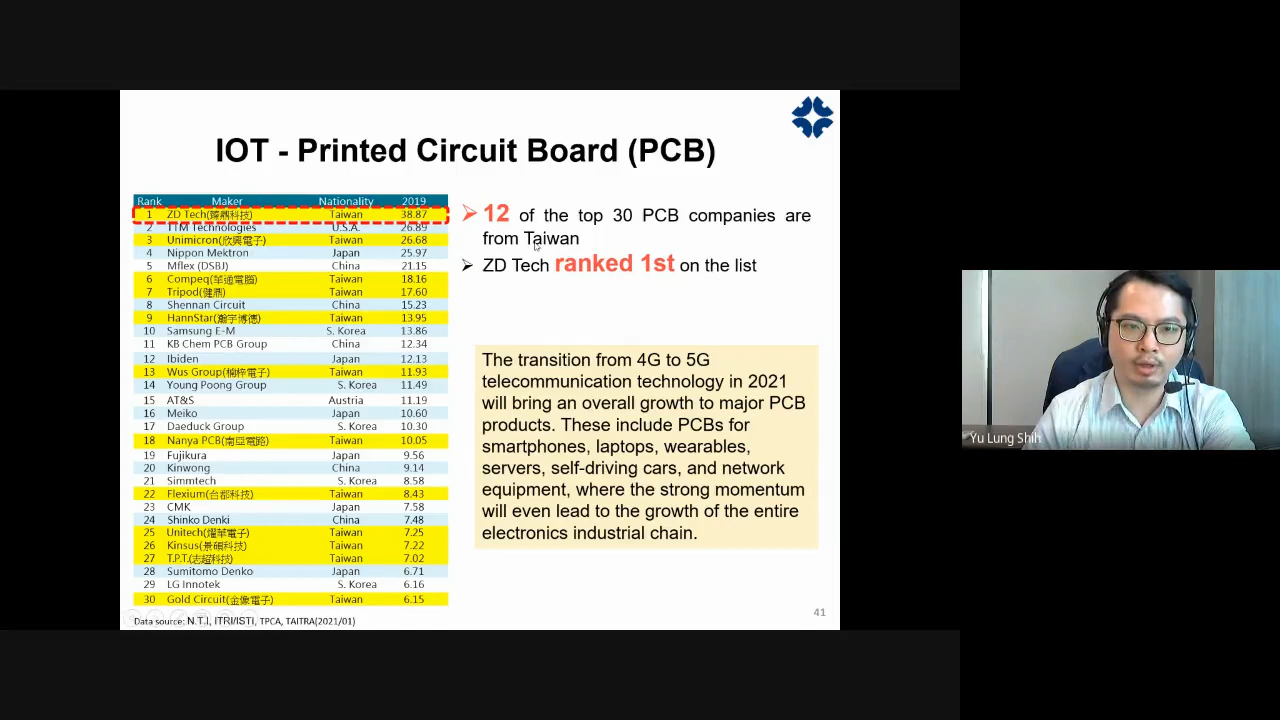 IOT - Printed Circuit Board (PCB)
Rank Maker Nationality 2019
1 ZD Tech(臻鼎科技) Taiwan 38.87
2 TTM Technologies U.S.A. 26.89
3 Unimicron(欣興電子) Taiwan 26.68
4 Nippon Mektron Japan 25.97
5 Mflex (DSBJ) China 21.15
6 Compeq(華通電腦) Taiwan 18.16
7 Tripod(健鼎) Taiwan 17.60
8 Shennan Circuit China 15.23
9 HannStar(瀚宇博德) Taiwan 13.95
10 Samsung E-M S. Korea 13.86
11 KB Chem PCB Group China 12.34
12 Ibiden Japan 12.13
13 Wus Group(楠梓電子) Taiwan 11.93
14 Young Poong Group S. Korea 11.49
15 AT&S Austria 11.19
16 Meiko Japan 10.60
17 Daeduck Group S. Korea 10.30
18 Nanya PCB(南亞電路) Taiwan 10.05
19 Fujikura Japan 9.56
20 Kinwong China 9.14
21 Simmtech S. Korea 8.58
22 Flexium(台郡科技) Taiwan 8.43
23 CMK Japan 7.58
24 Shinko Denki China 7.48
25 Unitech(燿華電子) Taiwan 7.25
26 Kinsus(景碩科技) Taiwan 7.22
27 T.P.T.(志超科技) Taiwan 7.02
28 Sumitomo Denko Japan 6.71
29 LG Innotek S. Korea 6.16
30 Gold Circuit(金像電子) Taiwan 6.15
Data source: N.T.I, ITRI/ISTI, TPCA, TAITRA(2021/01)
12 of the top 30 PCB companies are
from Taiwan
ZD Tech ranked 1st on the list
The transition from 4G to 5G
telecommunication technology in 2021
will bring an overall growth to major PCB
products. These include PCBs for
smartphones, laptops, wearables,
servers, self-driving cars, and network
equipment, where the strong momentum
will even lead to the growth of the entire
electronics industrial chain.
41
Yu Lung Shih